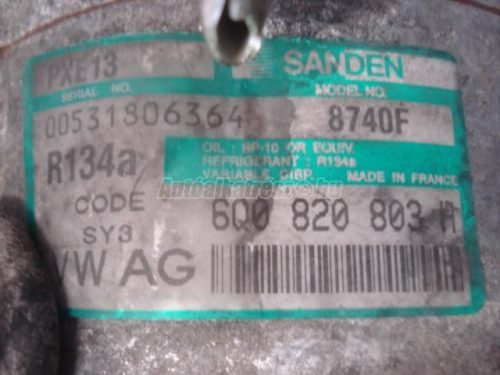 PXE13 SANDEN
SERIAL NO. MODEL NO.
00531806364 8740F
OIL : SP-10 OR EQUIV.
REFRIGERANT : R134a
R134a VARIABLE DISP. MADE IN FRANCE
CODE 6Q0 820 803 H
SY3
VW AG